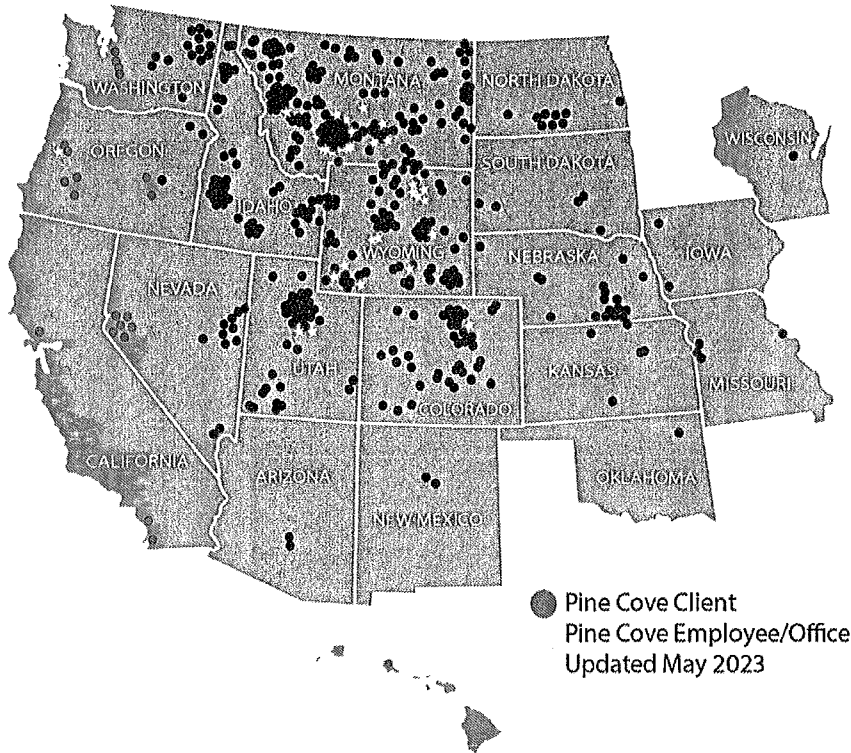 WASHINGTON
MONTANA
NORTH DAKOTA
OREGON
WISCONSIN
SOUTH DAKOTA
IDAHO
WYOMING
NEBRASKA
IOWA
NEVADA
UTAH
COLORADO
KANSAS
MISSOURI
CALIFORNIA
ARIZONA
OKLAHOMA
NEW MEXICO
Pine Cove Client
Pine Cove Employee/Office
Updated May 2023